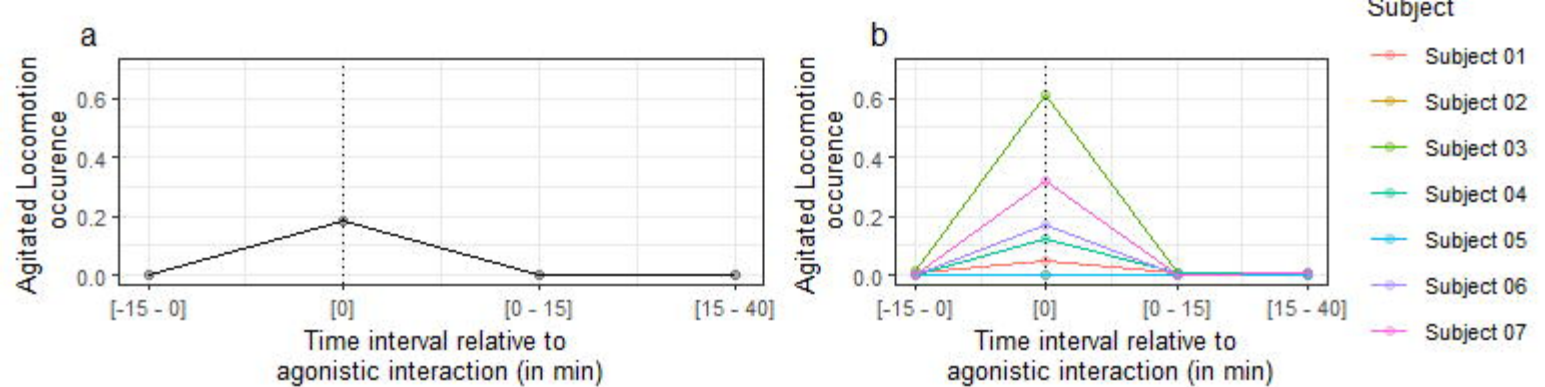 a
Agitated Locomotion
occurence
0.6
0.4
0.2
0.0
[-15 - 0]
[0]
[0 - 15]
[15 - 40]
Time interval relative to
agonistic interaction (in min)
b
Agitated Locomotion
occurence
0.6
0.4
0.2
0.0
[-15 - 0]
[0]
[0 - 15]
[15 - 40]
Time interval relative to
agonistic interaction (in min)
Subject
Subject 01
Subject 02
Subject 03
Subject 04
Subject 05
Subject 06
Subject 07